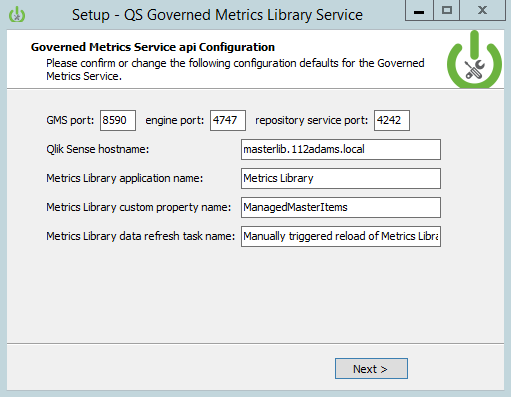 Setup - QS Governed Metrics Library Service
Governed Metrics Service api Configuration
Please confirm or change the following configuration defaults for the Governed
Metrics Service.
GMS port: 8590 engine port: 4747 repository service port: 4242
Qlik Sense hostname: masterlib.112adams.local
Metrics Library application name: Metrics Library
Metrics Library custom property name: ManagedMasterItems
Metrics Library data refresh task name: Manually triggered reload of Metrics Libra
Next >